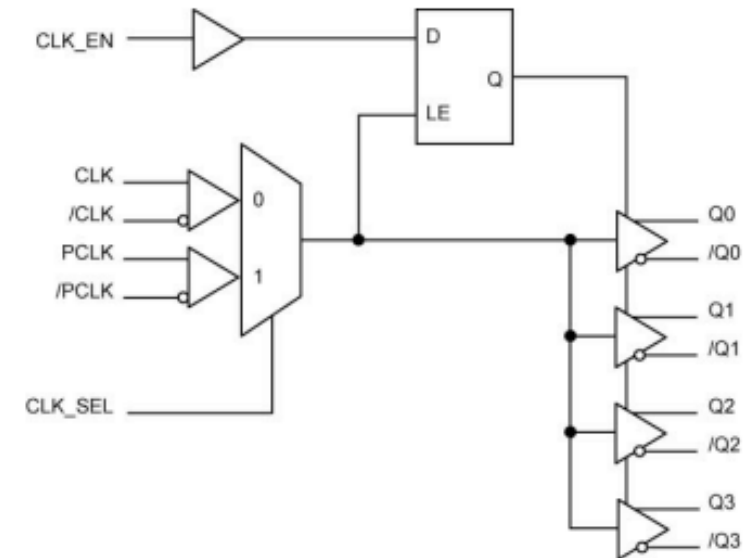 CLK_EN
D
Q
LE
CLK
/CLK
PCLK
/PCLK
0
1
CLK_SEL
Q0
/Q0
Q1
/Q1
Q2
/Q2
Q3
/Q3